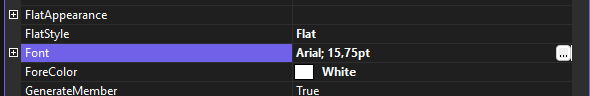 FlatAppearance
FlatStyle Flat
Font Arial; 15,75pt ...
ForeColor White
GenerateMember True